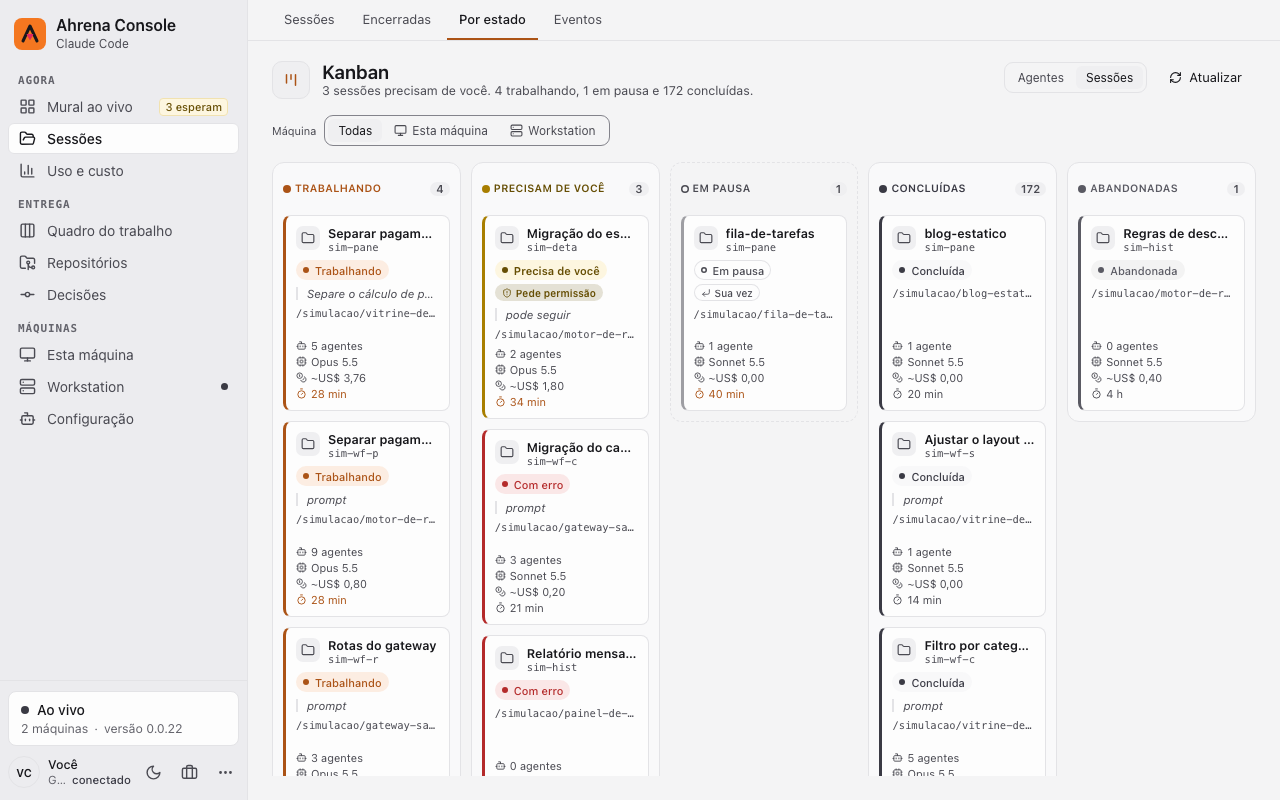 Ahrena Console
Claude Code
AGORA
Mural ao vivo
3 esperam
Sessões
Uso e custo
ENTREGA
Quadro do trabalho
Repositórios
Decisões
MÁQUINAS
Esta máquina
Workstation
Configuração
Ao vivo
2 máquinas · versão 0.0.22
VC
Você
G... conectado
Sessões
Encerradas
Por estado
Eventos
Kanban
3 sessões precisam de você. 4 trabalhando, 1 em pausa e 172 concluídas.
Agentes
Sessões
Atualizar
Máquina
Todas
Esta máquina
Workstation
TRABALHANDO 4
Separar pagam...
sim-pane
Trabalhando
Separe o cálculo de p...
/simulacao/vitrine-de...
5 agentes
Opus 5.5
~US$ 3,76
28 min
Separar pagam...
sim-wf-p
Trabalhando
prompt
/simulacao/motor-de-r...
9 agentes
Opus 5.5
~US$ 0,80
28 min
Rotas do gateway
sim-wf-r
Trabalhando
prompt
/simulacao/gateway-sa...
3 agentes
Opus 5.5
PRECISAM DE VOCÊ 3
Migração do es...
sim-deta
Precisa de você
Pede permissão
pode seguir
/simulacao/motor-de-r...
2 agentes
Opus 5.5
~US$ 1,80
34 min
Migração do ca...
sim-wf-c
Com erro
prompt
/simulacao/gateway-sa...
3 agentes
Sonnet 5.5
~US$ 0,20
21 min
Relatório mensa...
sim-hist
Com erro
/simulacao/painel-de-...
0 agentes
EM PAUSA 1
fila-de-tarefas
sim-pane
Em pausa
Sua vez
/simulacao/fila-de-ta...
1 agente
Sonnet 5.5
~US$ 0,00
40 min
CONCLUÍDAS 172
blog-estatico
sim-pane
Concluída
/simulacao/blog-estat...
1 agente
Sonnet 5.5
~US$ 0,00
20 min
Ajustar o layout ...
sim-wf-s
Concluída
prompt
/simulacao/vitrine-de...
1 agente
Sonnet 5.5
~US$ 0,00
14 min
Filtro por categ...
sim-wf-c
Concluída
prompt
/simulacao/vitrine-de...
5 agentes
Opus 5.5
ABANDONADAS 1
Regras de desc...
sim-hist
Abandonada
/simulacao/motor-de-r...
0 agentes
Sonnet 5.5
~US$ 0,40
4 h